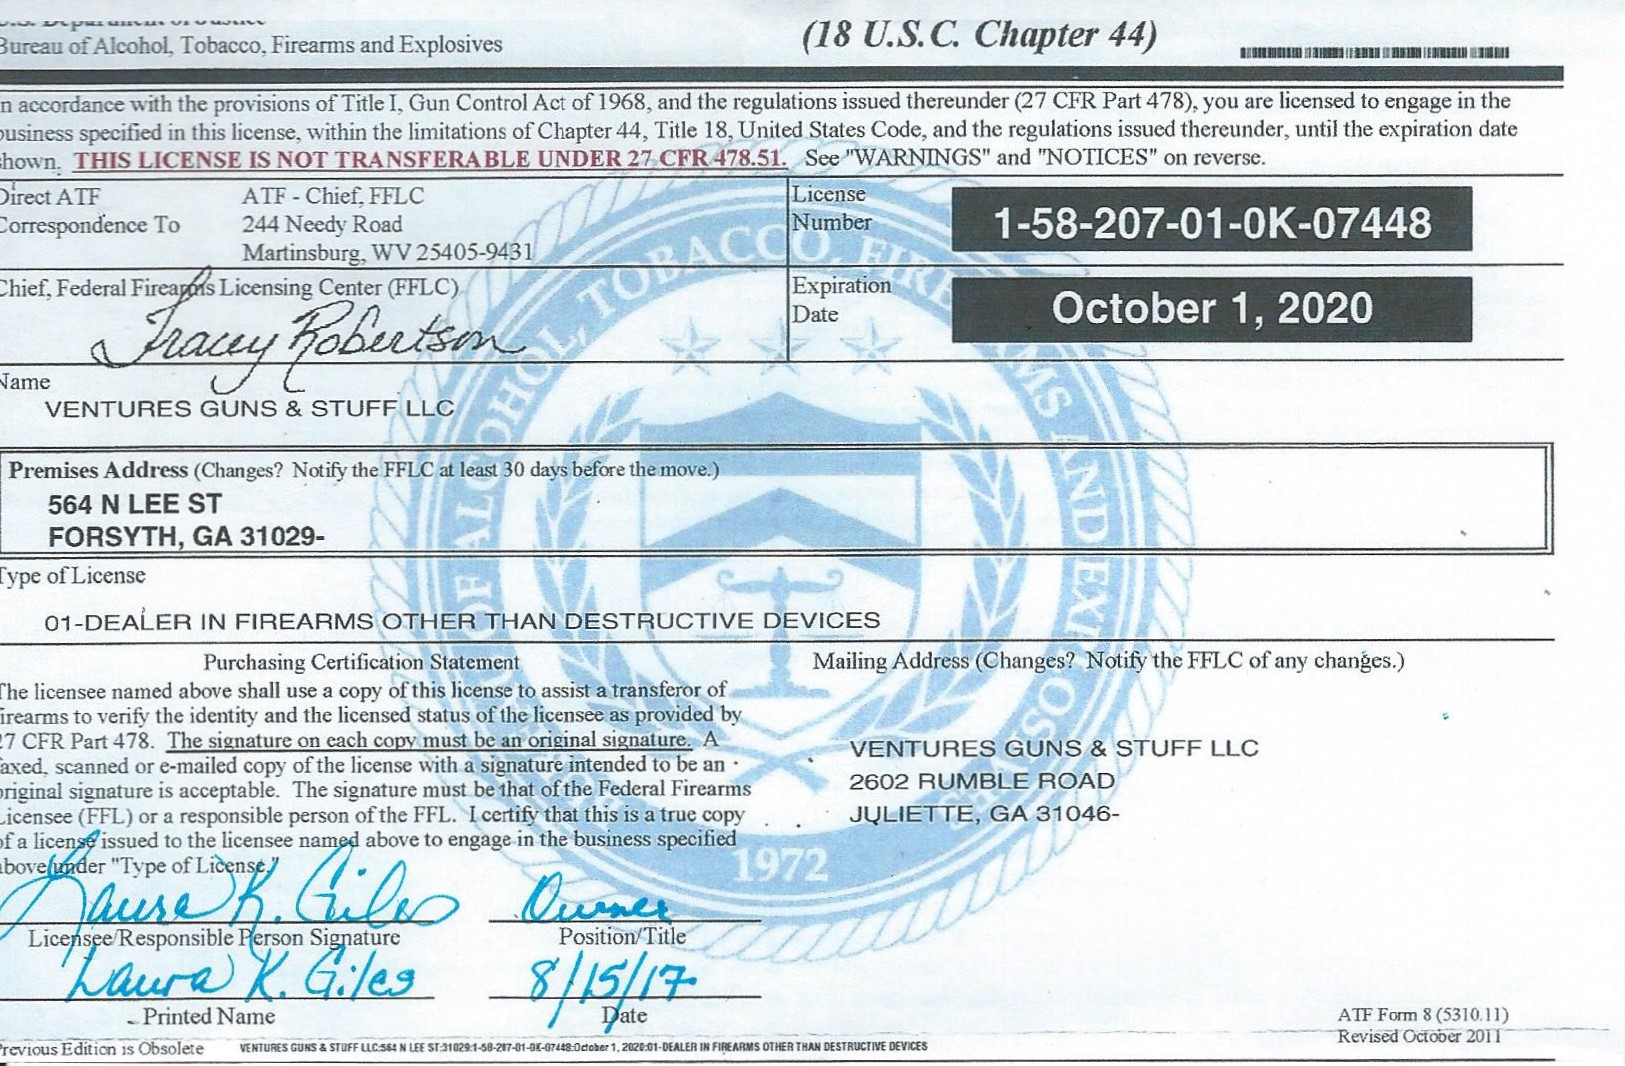 Bureau of Alcohol, Tobacco, Firearms and Explosives
(18 U.S.C. Chapter 44)
n accordance with the provisions of Title I, Gun Control Act of 1968, and the regulations issued thereunder (27 CFR Part 478), you are licensed to engage in the
business specified in this license, within the limitations of Chapter 44, Title 18, United States Code, and the regulations issued thereunder, until the expiration date
shown. THIS LICENSE IS NOT TRANSFERABLE UNDER 27 CFR 478.51. See "WARNINGS" and "NOTICES" on reverse.
Direct ATF
Correspondence To
ATF - Chief, FFLC
244 Needy Road
Martinsburg, WV 25405-9431
License
Number
1-58-207-01-0K-07448
Chief, Federal Firearms Licensing Center (FFLC)
Tracey Robertson
Expiration
Date
October 1, 2020
Name
VENTURES GUNS & STUFF LLC
Premises Address (Changes? Notify the FFLC at least 30 days before the move.)
564 N LEE ST
FORSYTH, GA 31029-
Type of License
01-DEALER IN FIREARMS OTHER THAN DESTRUCTIVE DEVICES
Purchasing Certification Statement
The licensee named above shall use a copy of this license to assist a transferor of
firearms to verify the identity and the licensed status of the licensee as provided by
27 CFR Part 478. The signature on each copy must be an original signature. A
faxed, scanned or e-mailed copy of the license with a signature intended to be an
original signature is acceptable. The signature must be that of the Federal Firearms
Licensee (FFL) or a responsible person of the FFL. I certify that this is a true copy
of a license issued to the licensee named above to engage in the business specified
above under "Type of License."
Mailing Address (Changes? Notify the FFLC of any changes.)
VENTURES GUNS & STUFF LLC
2602 RUMBLE ROAD
JULIETTE, GA 31046-
Laura K. Giles
Owner
Licensee/Responsible Person Signature
Position/Title
Laura K. Giles
8/15/17
Printed Name
Date
ATF Form 8 (5310.11)
Revised October 2011
Previous Edition is Obsolete
VENTURES GUNS & STUFF LLC:564 N LEE ST:31029:1-58-207-01-0K-07448:October 1, 2020:01-DEALER IN FIREARMS OTHER THAN DESTRUCTIVE DEVICES
OF ALCOHOL, TOBACCO, FIREARMS AND EXPLOSIVES
1972